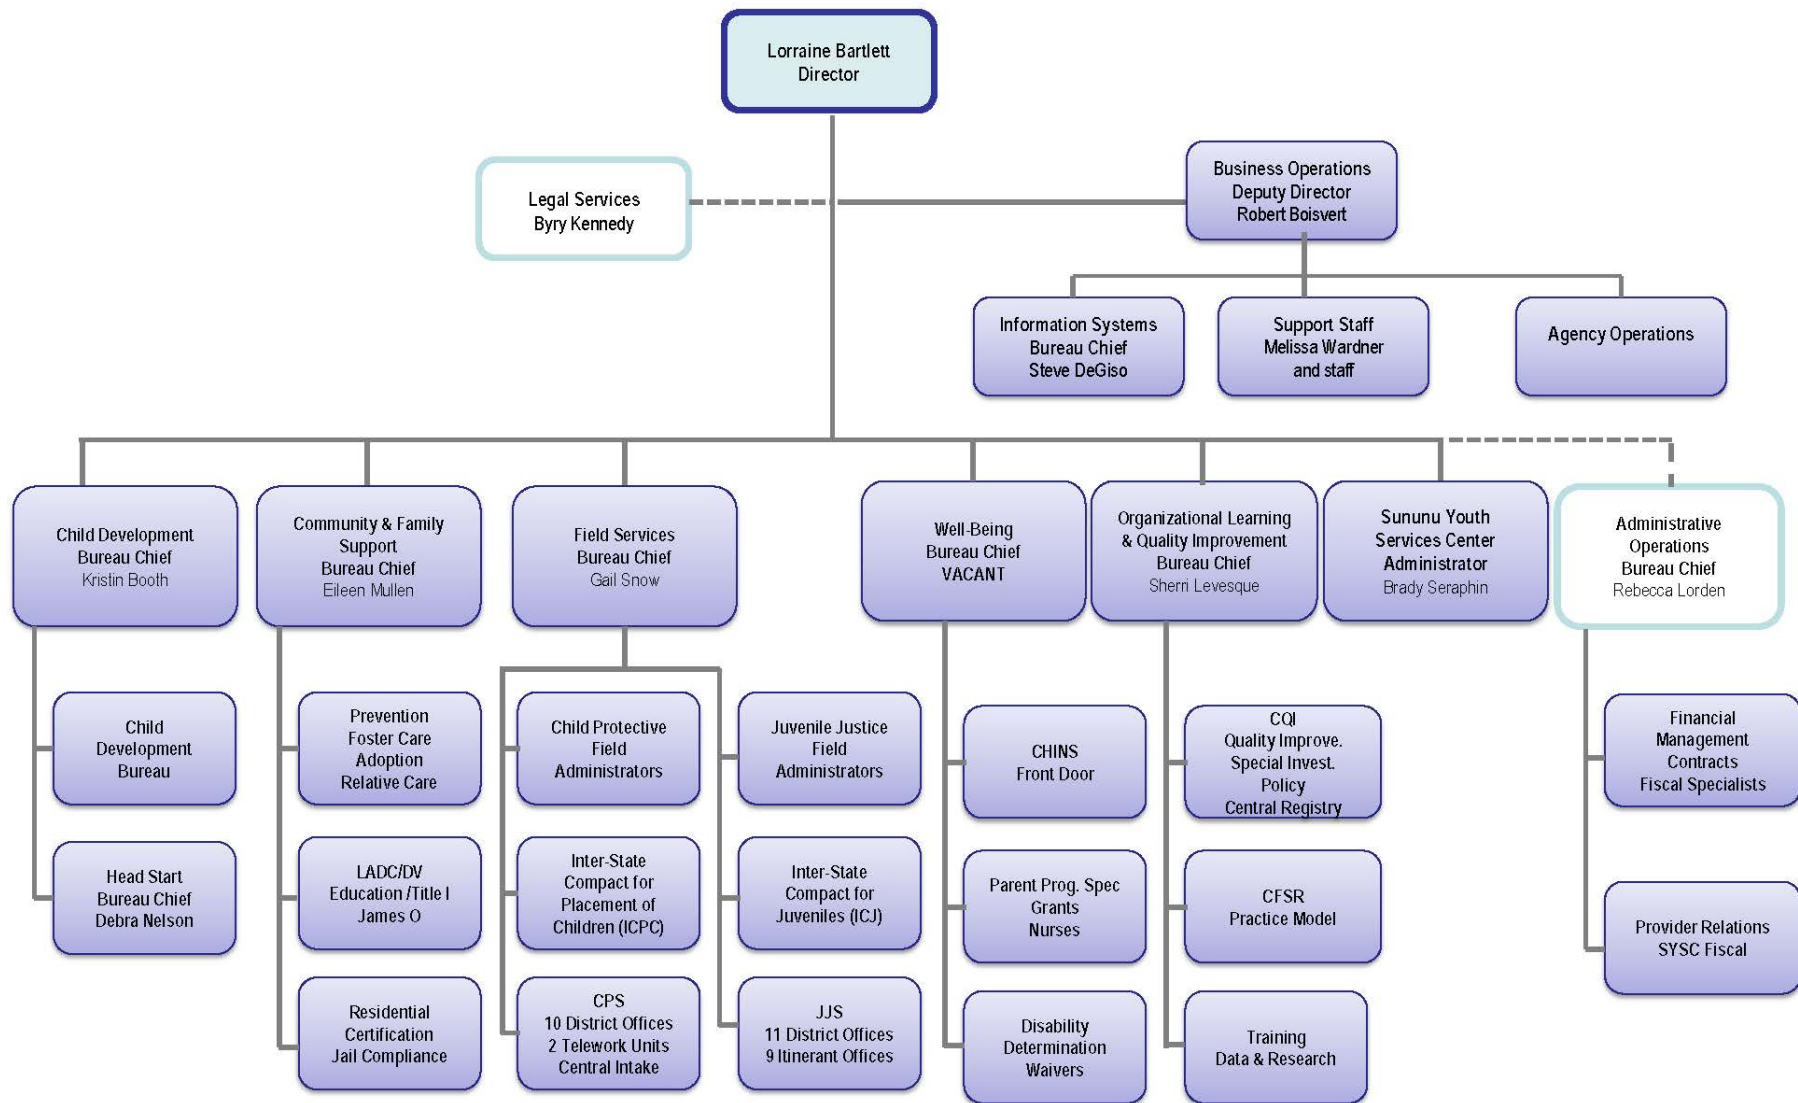 Lorraine Bartlett
Director
Legal Services
Byry Kennedy
Business Operations
Deputy Director
Robert Boisvert
Information Systems
Bureau Chief
Steve DeGiso
Support Staff
Melissa Wardner
and staff
Agency Operations
Child Development
Bureau Chief
Kristin Booth
Community & Family
Support
Bureau Chief
Eileen Mullen
Field Services
Bureau Chief
Gail Snow
Well-Being
Bureau Chief
VACANT
Organizational Learning
& Quality Improvement
Bureau Chief
Sherri Levesque
Sununu Youth
Services Center
Administrator
Brady Seraphin
Administrative
Operations
Bureau Chief
Rebecca Lorden
Child
Development
Bureau
Head Start
Bureau Chief
Debra Nelson
Prevention
Foster Care
Adoption
Relative Care
LADC/DV
Education /Title I
James O
Residential
Certification
Jail Compliance
Child Protective
Field
Administrators
Inter-State
Compact for
Placement of
Children (ICPC)
CPS
10 District Offices
2 Telework Units
Central Intake
Juvenile Justice
Field
Administrators
Inter-State
Compact for
Juveniles (ICJ)
JJS
11 District Offices
9 Itinerant Offices
CHINS
Front Door
Parent Prog. Spec
Grants
Nurses
Disability
Determination
Waivers
CQI
Quality Improve.
Special Invest.
Policy
Central Registry
CFSR
Practice Model
Training
Data & Research
Financial
Management
Contracts
Fiscal Specialists
Provider Relations
SYSC Fiscal